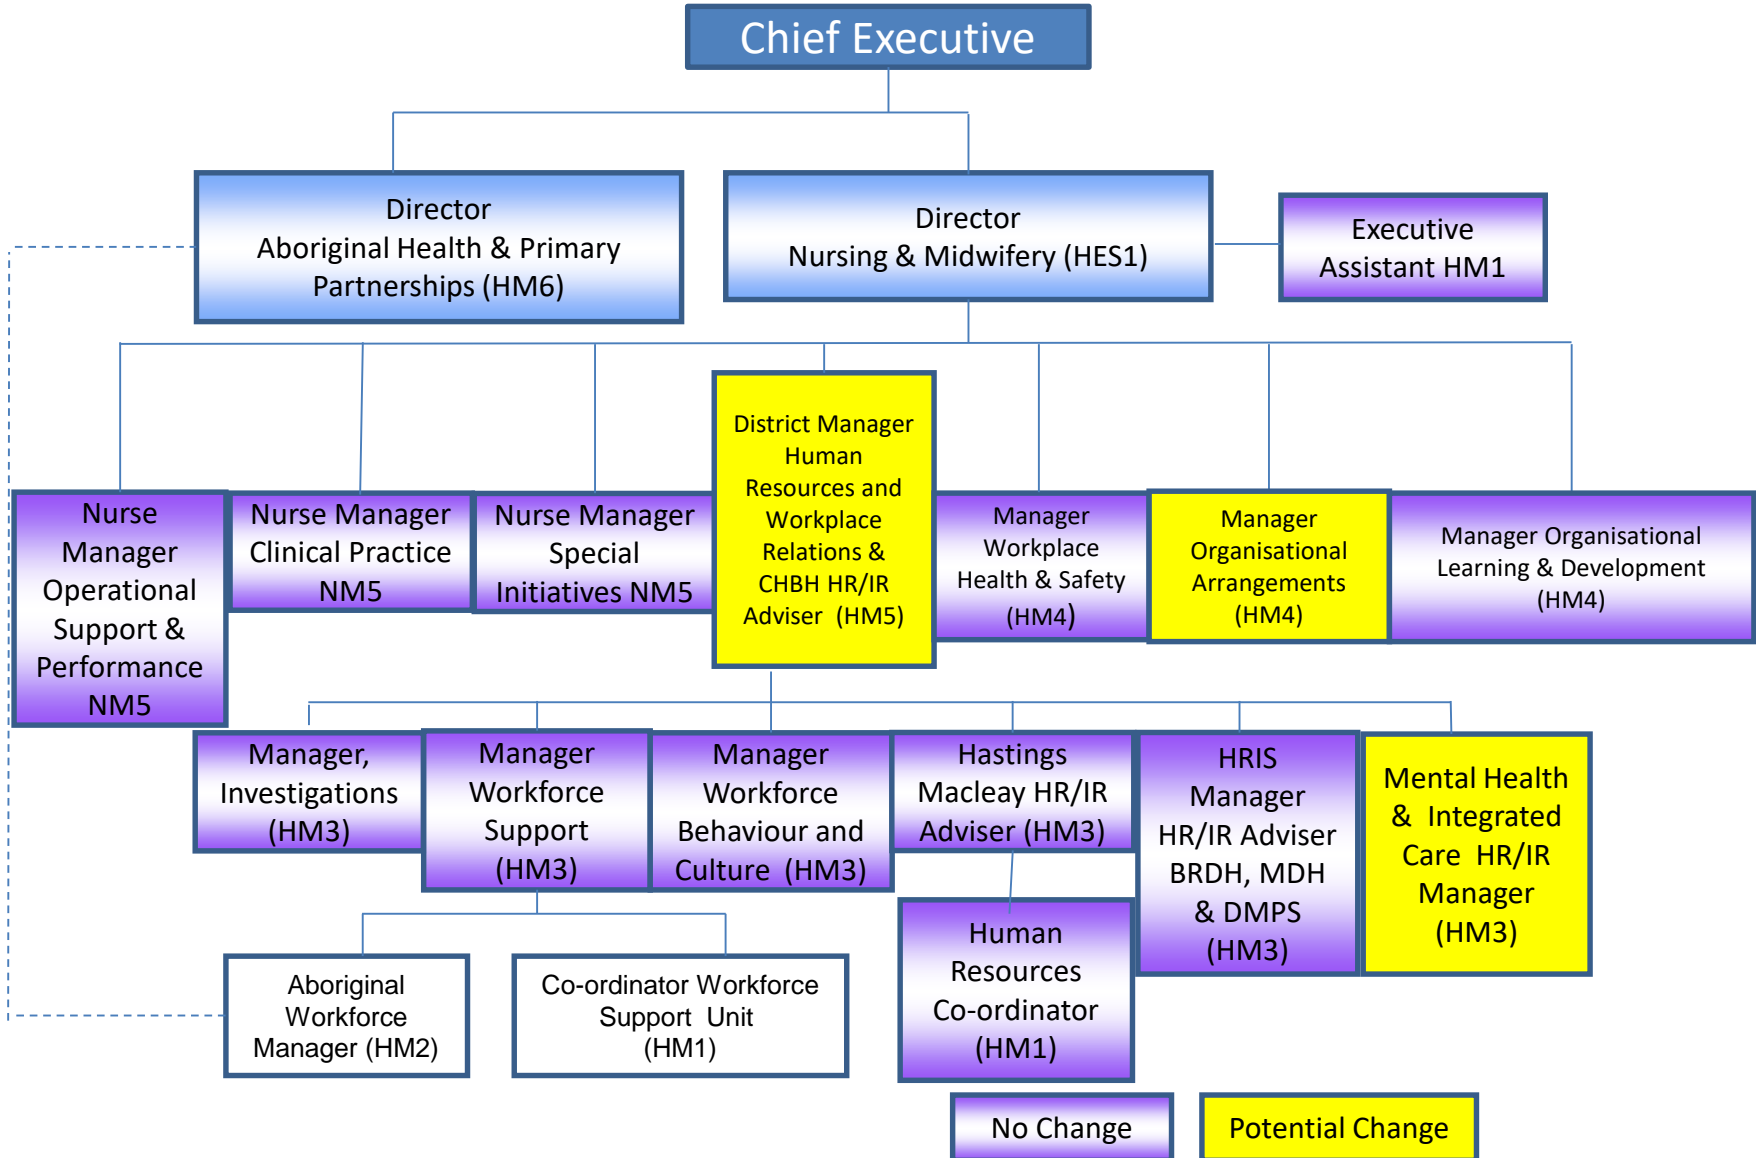 Chief Executive
Director
Aboriginal Health & Primary
Partnerships (HM6)
Director
Nursing & Midwifery (HES1)
Executive
Assistant HM1
Nurse
Manager
Operational
Support &
Performance
NM5
Nurse Manager
Clinical Practice
NM5
Nurse Manager
Special
Initiatives NM5
District Manager
Human
Resources and
Workplace
Relations &
CHBH HR/IR
Adviser (HM5)
Manager
Workplace
Health & Safety
(HM4)
Manager
Organisational
Arrangements
(HM4)
Manager Organisational
Learning & Development
(HM4)
Manager,
Investigations
(HM3)
Manager
Workforce
Support
(HM3)
Manager
Workforce
Behaviour and
Culture (HM3)
Hastings
Macleay HR/IR
Adviser (HM3)
HRIS
Manager
HR/IR Adviser
BRDH, MDH
& DMPS
(HM3)
Mental Health
& Integrated
Care HR/IR
Manager
(HM3)
Aboriginal
Workforce
Manager (HM2)
Co-ordinator Workforce
Support Unit
(HM1)
Human
Resources
Co-ordinator
(HM1)
No Change
Potential Change